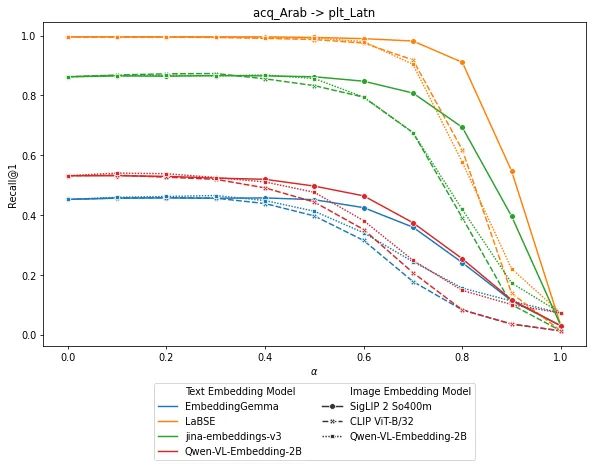 acq_Arab -> plt_Latn
Recall@1
1.0
0.8
0.6
0.4
0.2
0.0
0.0 0.2 0.4 0.6 0.8 1.0
α
Text Embedding Model
EmbeddingGemma
LaBSE
jina-embeddings-v3
Qwen-VL-Embedding-2B
Image Embedding Model
SigLIP 2 So400m
CLIP ViT-B/32
Qwen-VL-Embedding-2B